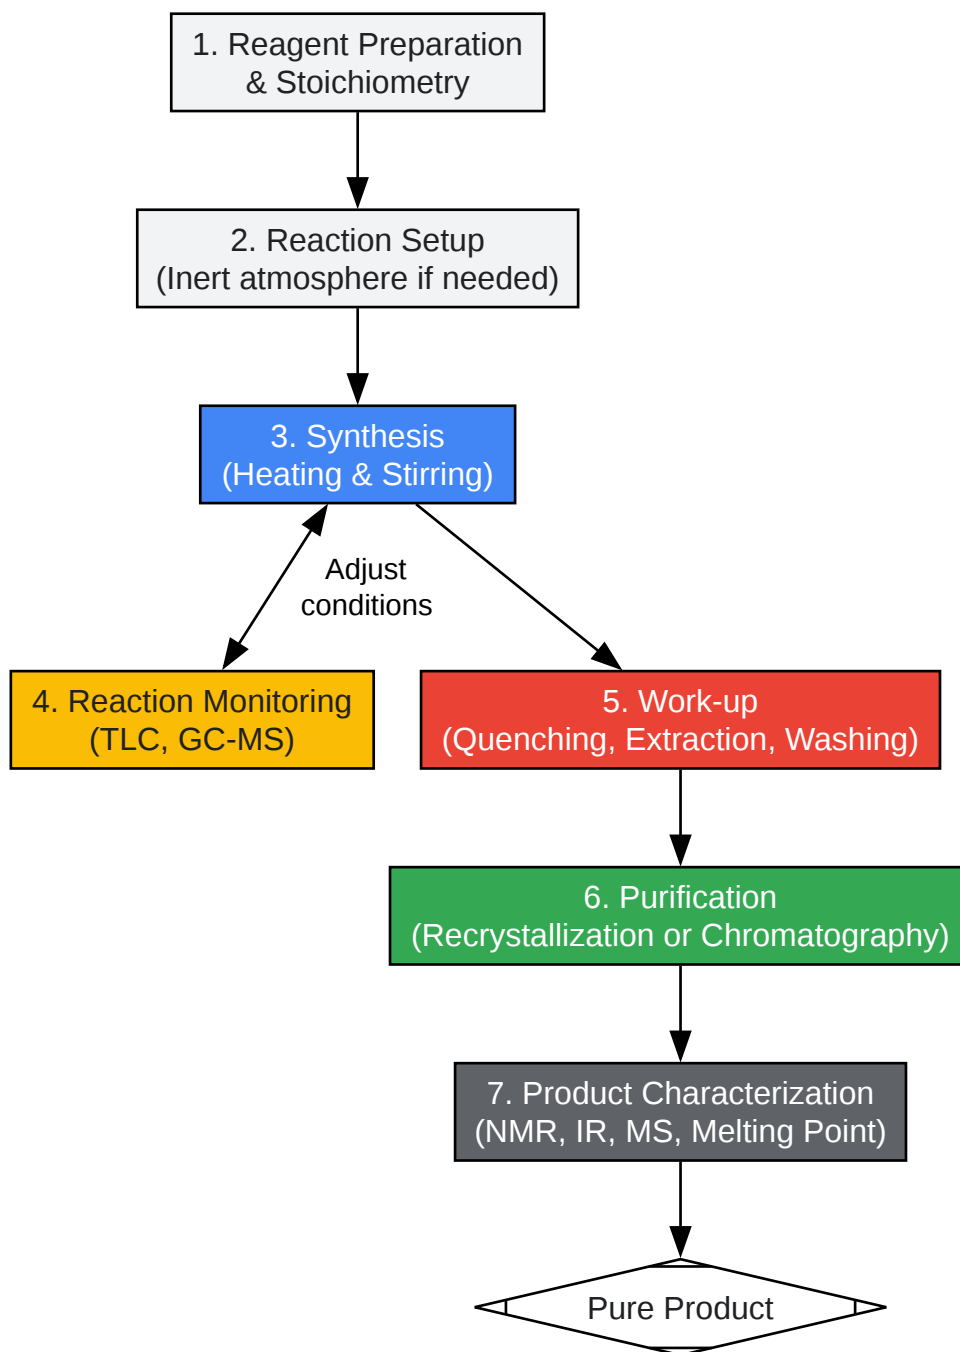 1. Reagent Preparation
& Stoichiometry
2. Reaction Setup
(Inert atmosphere if needed)
3. Synthesis
(Heating & Stirring)
Adjust
conditions
4. Reaction Monitoring
(TLC, GC-MS)
5. Work-up
(Quenching, Extraction, Washing)
6. Purification
(Recrystallization or Chromatography)
7. Product Characterization
(NMR, IR, MS, Melting Point)
Pure Product